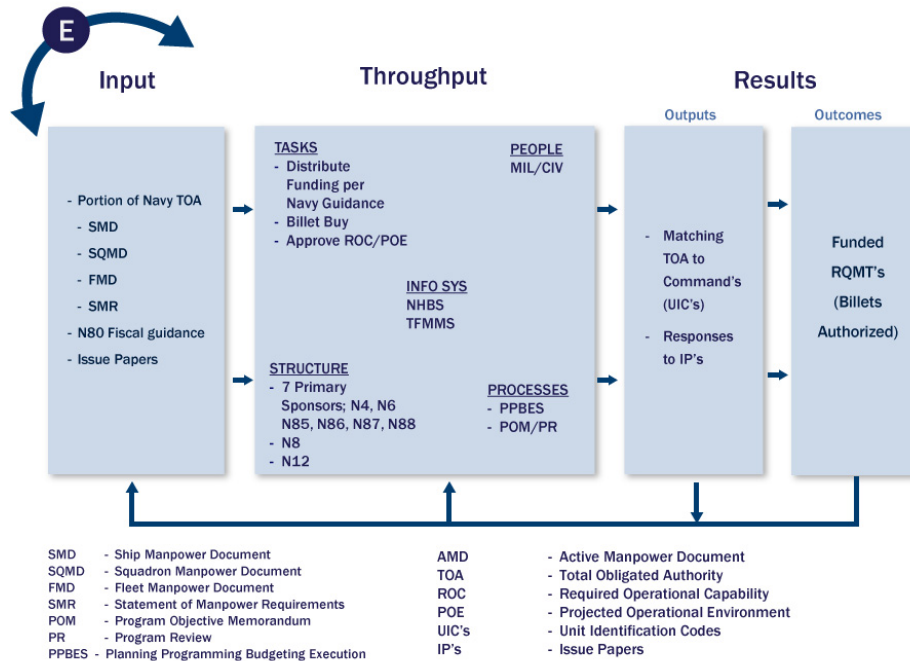 E
Input
Throughput
Results
Outputs
Outcomes
- Portion of Navy TOA
- SMD
- SQMD
- FMD
- SMR
- N80 Fiscal guidance
- Issue Papers
TASKS
- Distribute
Funding per
Navy Guidance
- Billet Buy
- Approve ROC/POE
PEOPLE
MIL/CIV
INFO SYS
NHBS
TFMMS
STRUCTURE
- 7 Primary
Sponsors; N4, N6
N85, N86, N87, N88
- N8
- N12
PROCESSES
- PPBES
- POM/PR
- Matching
TOA to
Command's
(UIC's)
- Responses
to IP's
Funded
RQMT's
(Billets
Authorized)
SMD - Ship Manpower Document
SQMD - Squadron Manpower Document
FMD - Fleet Manpower Document
SMR - Statement of Manpower Requirements
POM - Program Objective Memorandum
PR - Program Review
PPBES - Planning Programming Budgeting Execution
AMD - Active Manpower Document
TOA - Total Obligated Authority
ROC - Required Operational Capability
POE - Projected Operational Environment
UIC's - Unit Identification Codes
IP's - Issue Papers